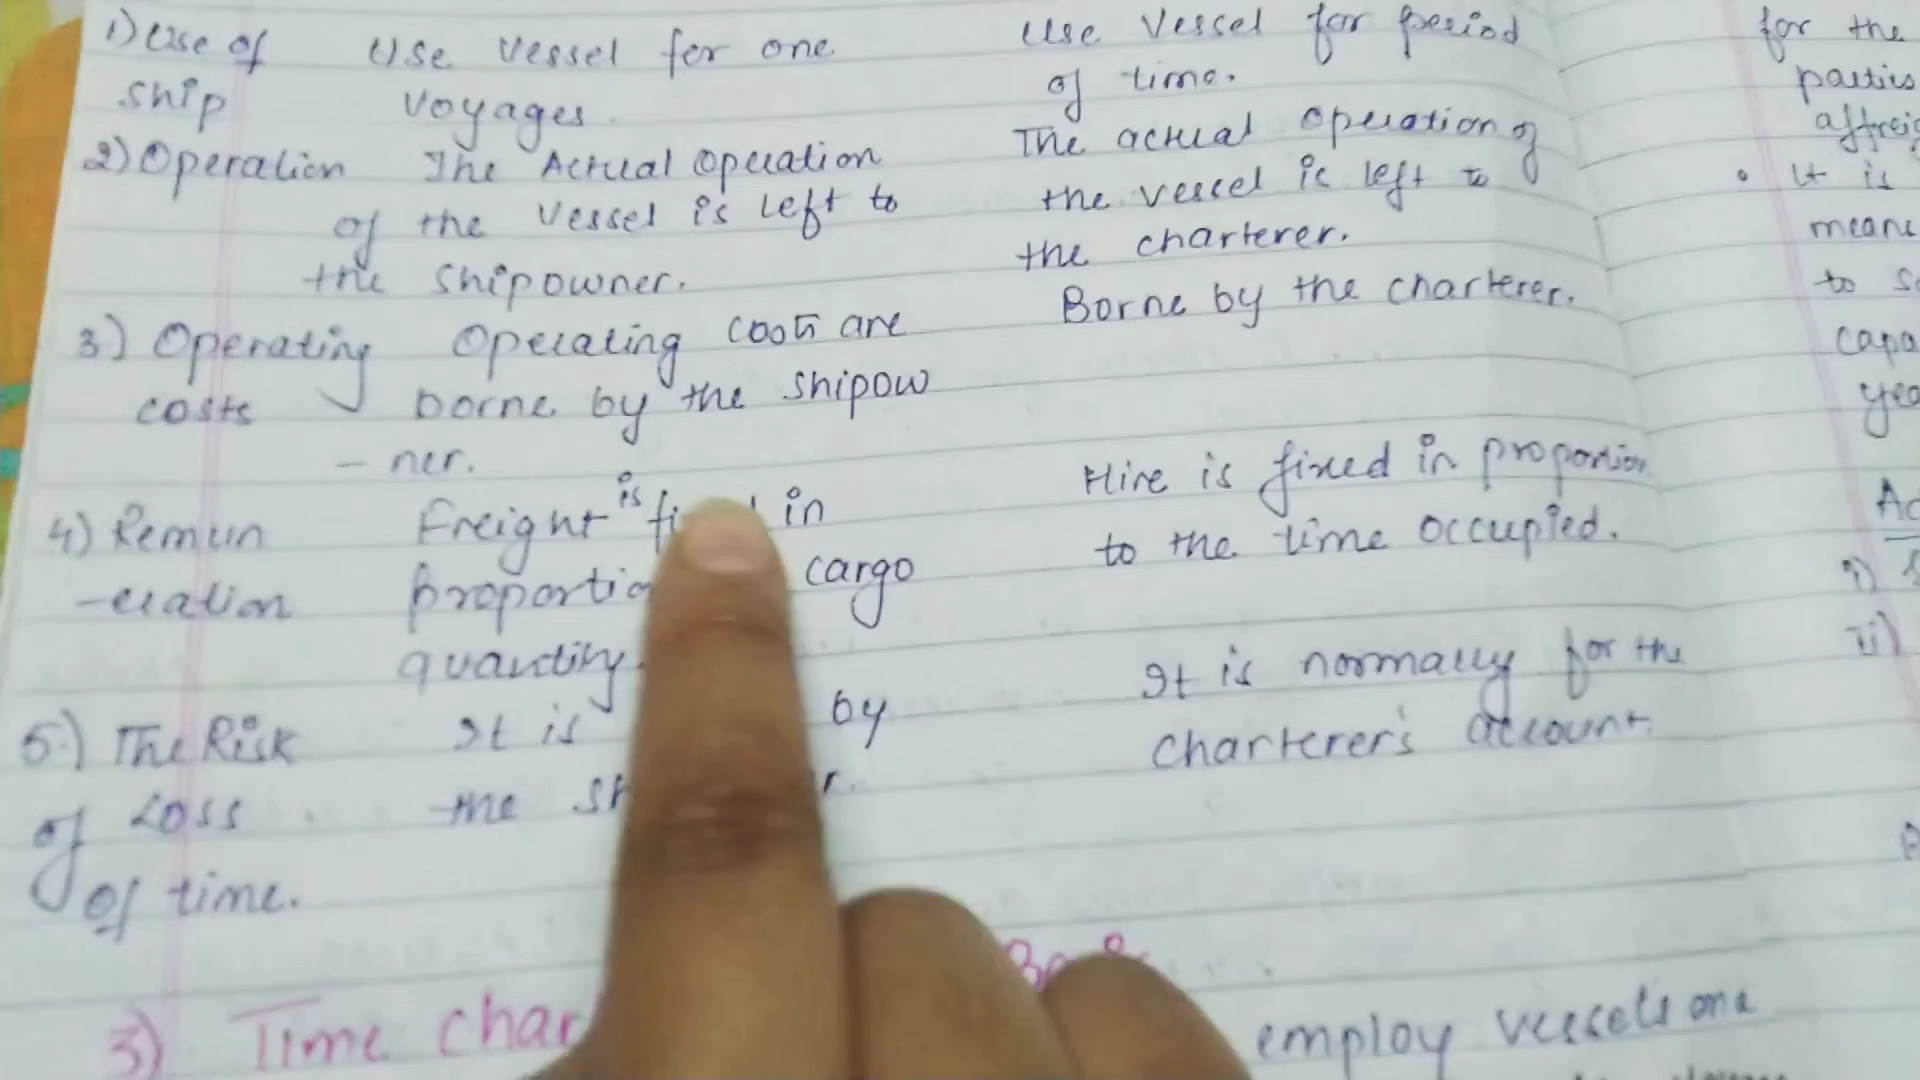 1) Use of Use Vessel for one Use Vessel for period
ship voyages. of time.
2) Operation The Actual operation The actual operation of
of the Vessel is left to the vessel is left to
the shipowner. the charterer.
3) Operating Operating costs are Borne by the charterer.
costs borne by the shipow
- ner.
4) Remun Freight is in Hire is fixed in proportion
-eration cargo to the time occupied.
quantity.
5.) The Risk It is by It is normally for the
of Loss the charterer's account.
of time.
3) Time
employ vessels on a
for the
parties
• it is
to